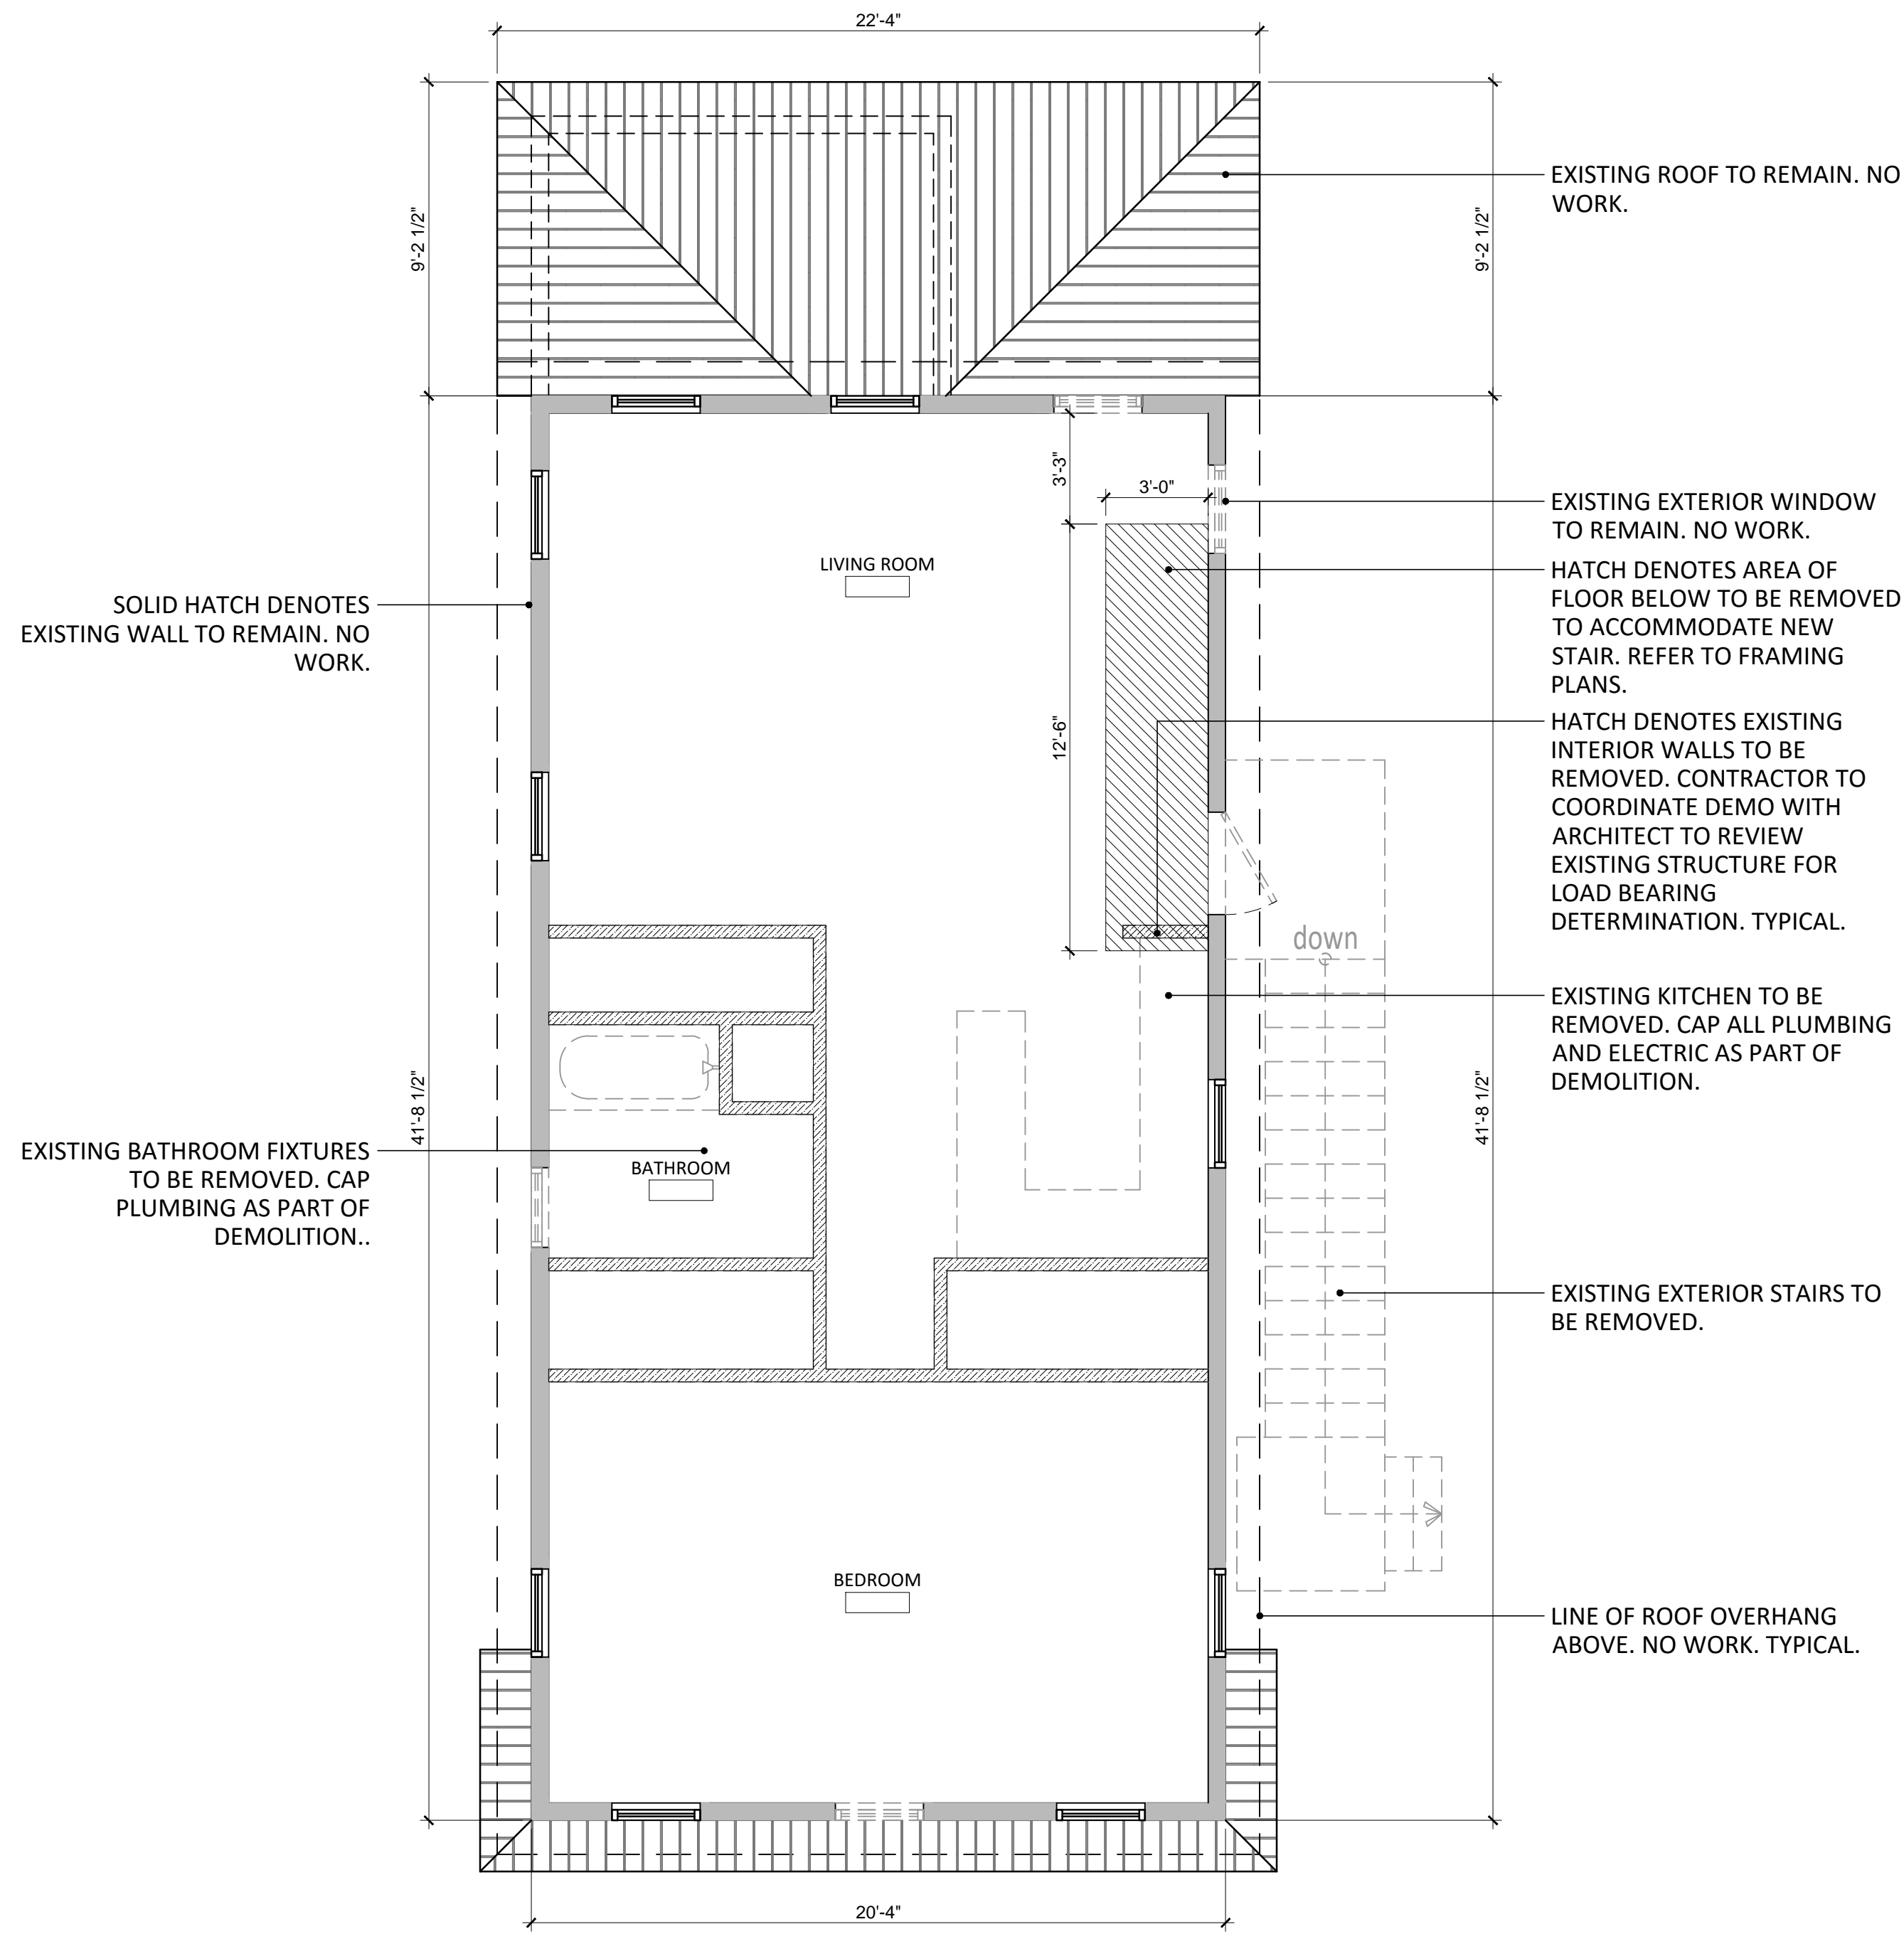 22'-4"
9'-2 1/2"
9'-2 1/2"
EXISTING ROOF TO REMAIN. NO
WORK.
3'-3"
3'-0"
EXISTING EXTERIOR WINDOW
TO REMAIN. NO WORK.
LIVING ROOM
HATCH DENOTES AREA OF
FLOOR BELOW TO BE REMOVED
TO ACCOMMODATE NEW
STAIR. REFER TO FRAMING
PLANS.
SOLID HATCH DENOTES
EXISTING WALL TO REMAIN. NO
WORK.
12'-6"
HATCH DENOTES EXISTING
INTERIOR WALLS TO BE
REMOVED. CONTRACTOR TO
COORDINATE DEMO WITH
ARCHITECT TO REVIEW
EXISTING STRUCTURE FOR
LOAD BEARING
DETERMINATION. TYPICAL.
down
EXISTING KITCHEN TO BE
REMOVED. CAP ALL PLUMBING
AND ELECTRIC AS PART OF
DEMOLITION.
41'-8 1/2"
41'-8 1/2"
EXISTING BATHROOM FIXTURES
TO BE REMOVED. CAP
PLUMBING AS PART OF
DEMOLITION..
BATHROOM
EXISTING EXTERIOR STAIRS TO
BE REMOVED.
BEDROOM
LINE OF ROOF OVERHANG
ABOVE. NO WORK. TYPICAL.
20'-4"